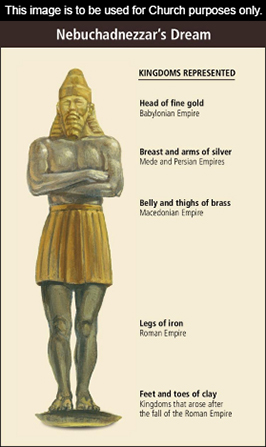 This image is to be used for Church purposes only.
Nebuchadnezzar's Dream
KINGDOMS REPRESENTED
Head of fine gold
Babylonian Empire
Breast and arms of silver
Mede and Persian Empires
Belly and thighs of brass
Macedonian Empire
Legs of iron
Roman Empire
Feet and toes of clay
Kingdoms that arose after
the fall of the Roman Empire